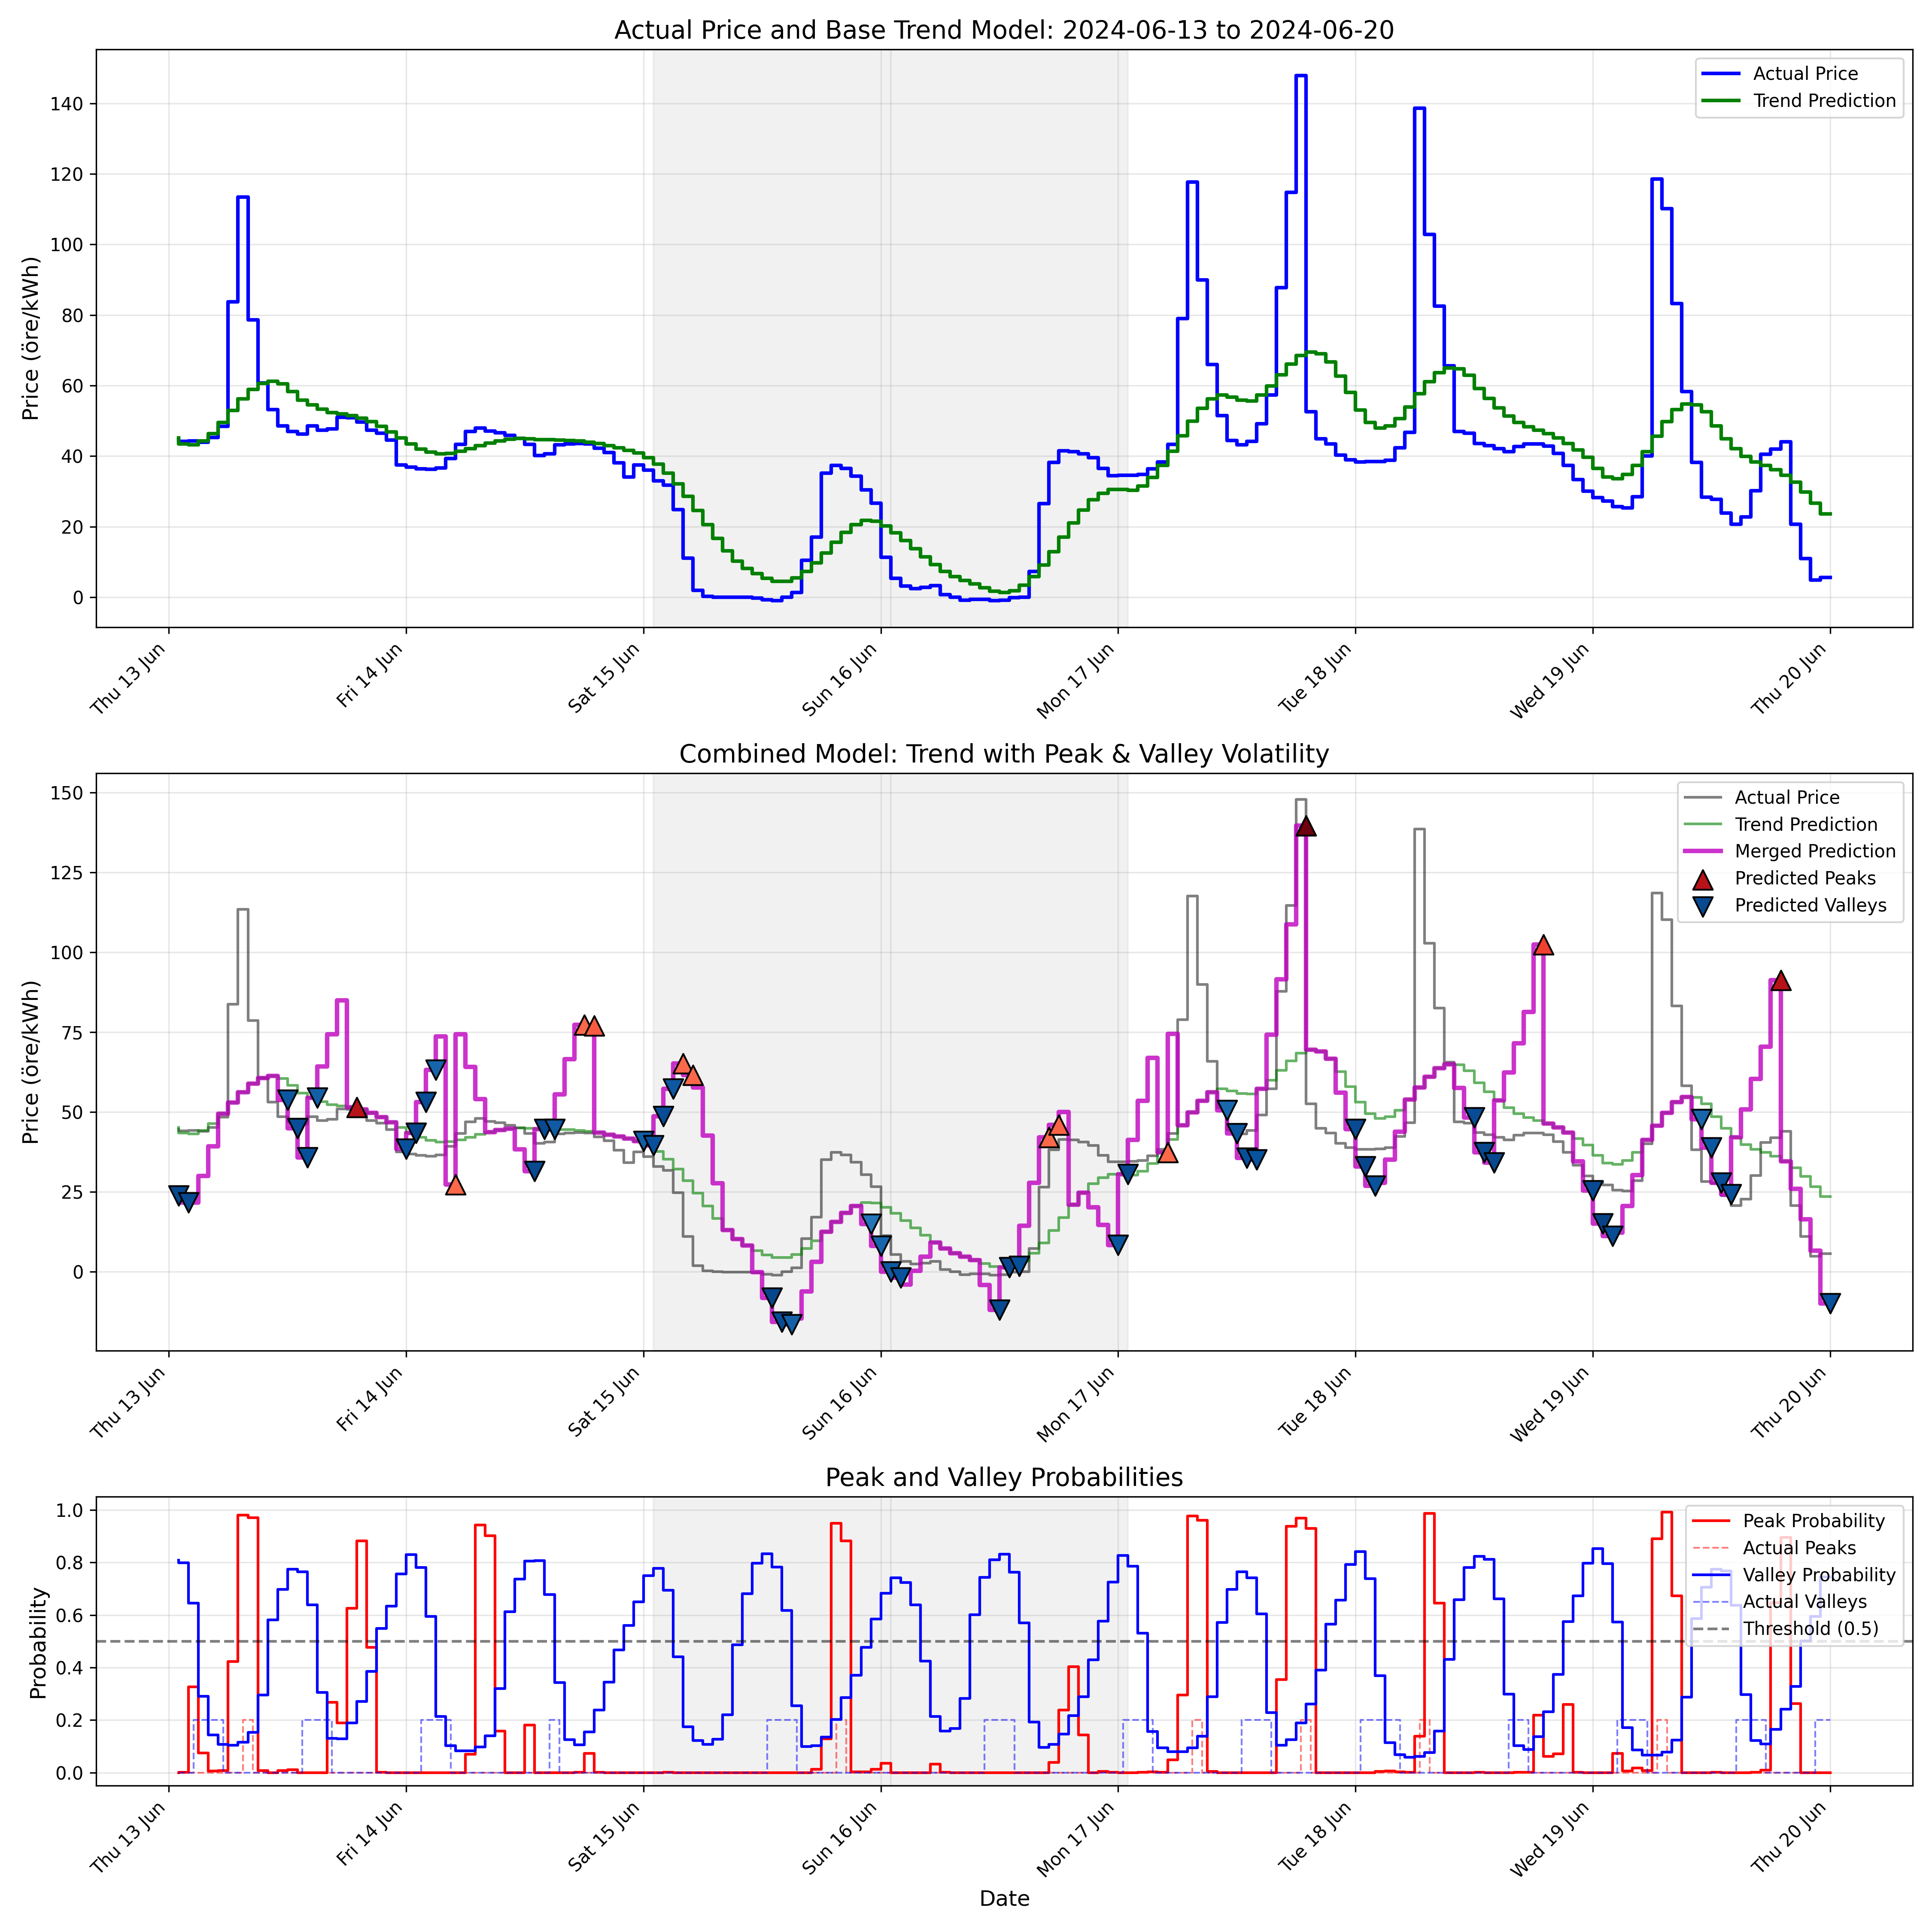 Actual Price and Base Trend Model: 2024-06-13 to 2024-06-20
Price (öre/kWh)
140
120
100
80
60
40
20
0
Actual Price
Trend Prediction
Thu 13 Jun
Fri 14 Jun
Sat 15 Jun
Sun 16 Jun
Mon 17 Jun
Tue 18 Jun
Wed 19 Jun
Thu 20 Jun
Combined Model: Trend with Peak & Valley Volatility
Price (öre/kWh)
150
125
100
75
50
25
0
Actual Price
Trend Prediction
Merged Prediction
Predicted Peaks
Predicted Valleys
Thu 13 Jun
Fri 14 Jun
Sat 15 Jun
Sun 16 Jun
Mon 17 Jun
Tue 18 Jun
Wed 19 Jun
Thu 20 Jun
Peak and Valley Probabilities
Probability
1.0
0.8
0.6
0.4
0.2
0.0
Peak Probability
Actual Peaks
Valley Probability
Actual Valleys
Threshold (0.5)
Thu 13 Jun
Fri 14 Jun
Sat 15 Jun
Sun 16 Jun
Mon 17 Jun
Tue 18 Jun
Wed 19 Jun
Thu 20 Jun
Date